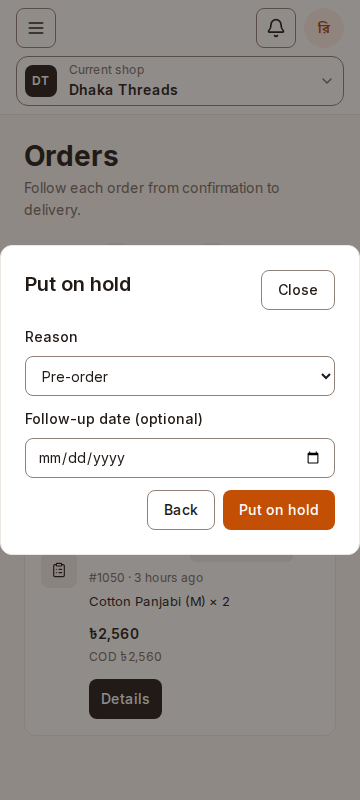 রি
DT
Current shop
Dhaka Threads
Orders
Follow each order from confirmation to
delivery.
Put on hold
Close
Reason
Pre-order
Follow-up date (optional)
mm/dd/yyyy
Back
Put on hold
#1050 · 3 hours ago
Cotton Panjabi (M) × 2
৳2,560
COD ৳2,560
Details